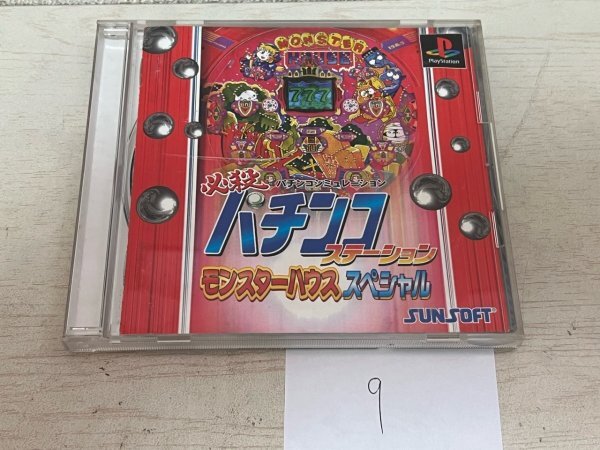 MONSTER
HOUSE
777
PlayStation
必殺
パチンコシミュレーション
パチンコ
ステーション
モンスターハウス スペシャル
SUNSOFT
9